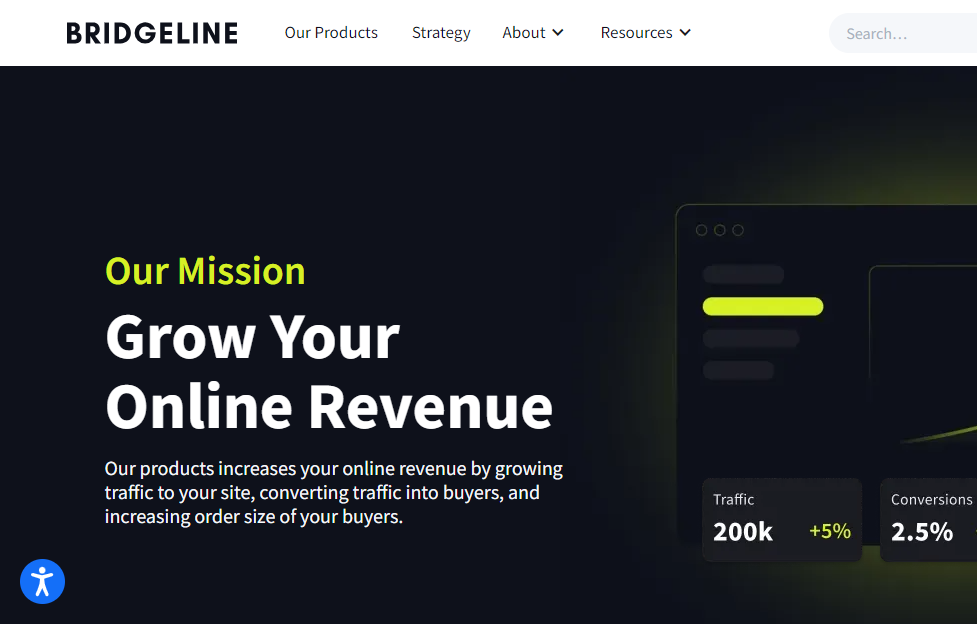 BRIDGELINE
Our Products
Strategy
About
Resources
Search...
Our Mission
Grow Your
Online Revenue
Our products increases your online revenue by growing
traffic to your site, converting traffic into buyers, and
increasing order size of your buyers.
Traffic
200k +5%
Conversions
2.5%